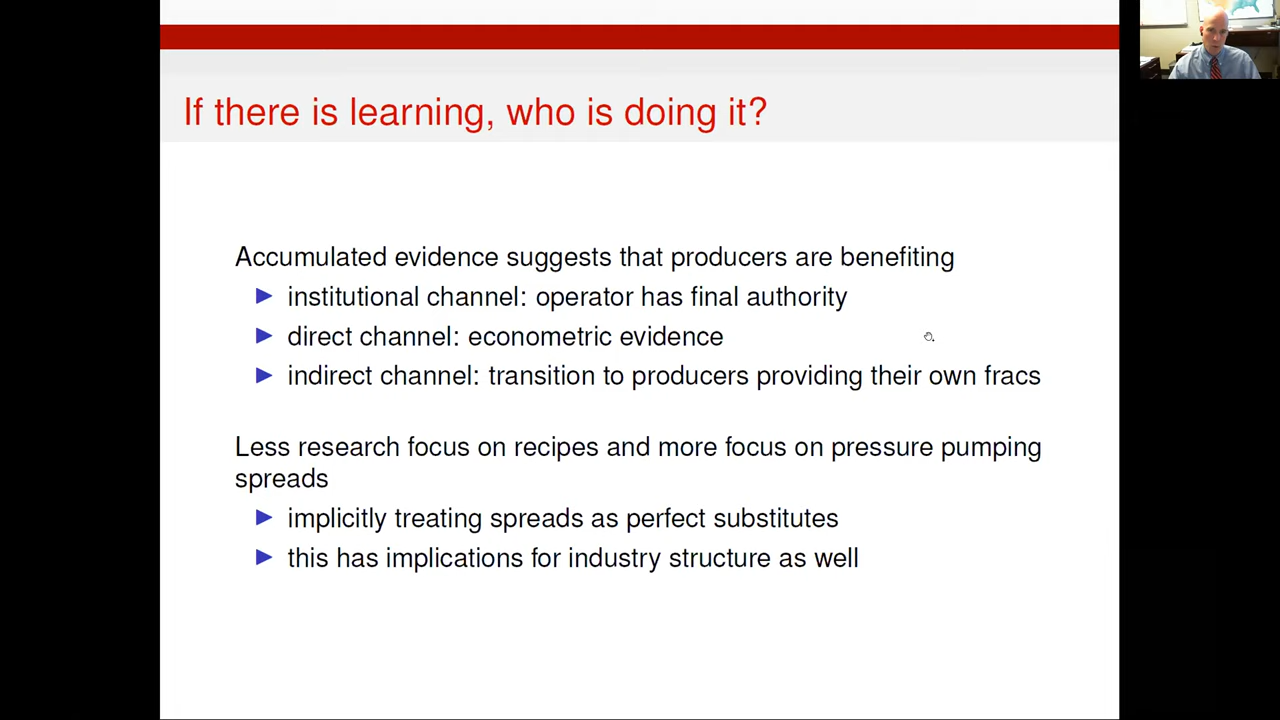 If there is learning, who is doing it?
Accumulated evidence suggests that producers are benefiting
institutional channel: operator has final authority
direct channel: econometric evidence
indirect channel: transition to producers providing their own fracs
Less research focus on recipes and more focus on pressure pumping
spreads
implicitly treating spreads as perfect substitutes
this has implications for industry structure as well